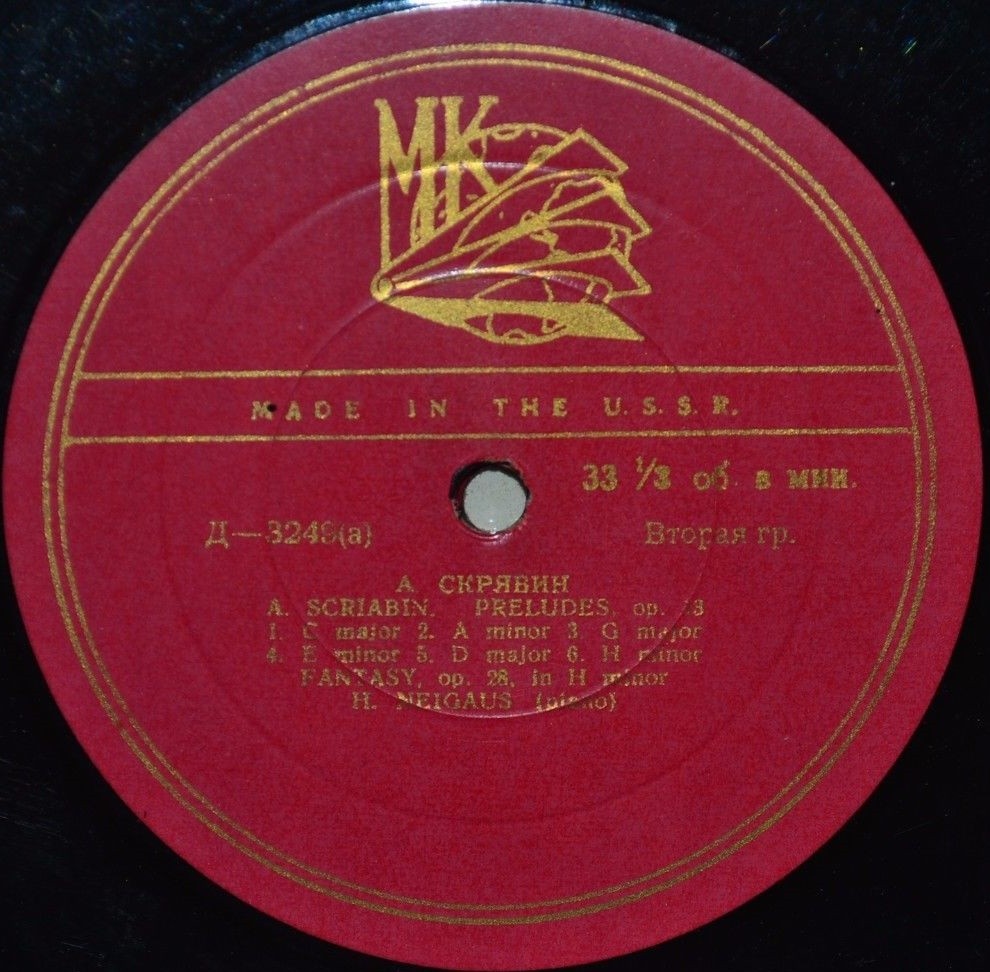 МК
MADE IN THE U.S.S.R.
33 ⅓ об. в мин.
Д—3248(а) Вторая гр.
А. СКРЯБИН
A. SCRIABIN. PRELUDES, op. 13
1. C major 2. A minor 3. G major
4. E minor 5. D major 6. H minor
FANTASY, op. 28, in H minor
H. NEIGAUS (piano)